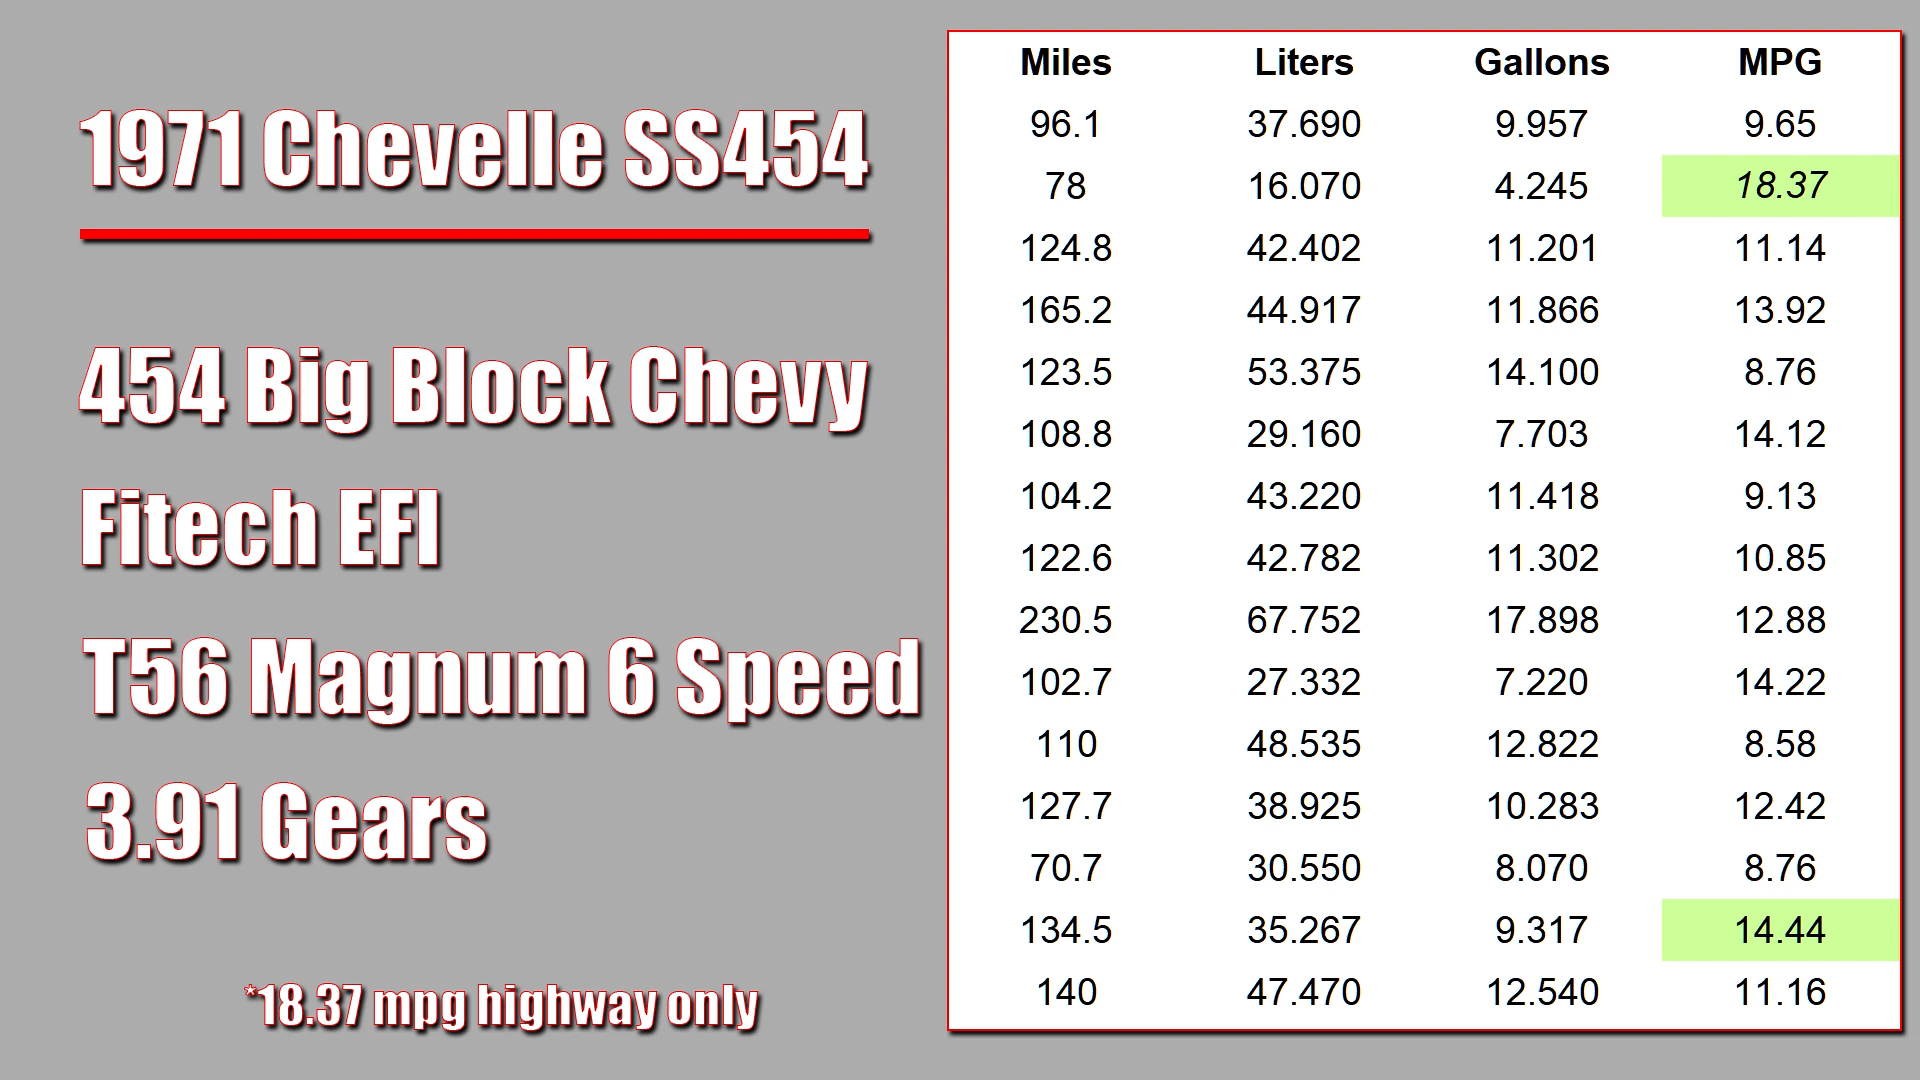 1971 Chevelle SS454
454 Big Block Chevy
Fitech EFI
T56 Magnum 6 Speed
3.91 Gears
*18.37 mpg highway only
Miles Liters Gallons MPG
96.1 37.690 9.957 9.65
78 16.070 4.245 18.37
124.8 42.402 11.201 11.14
165.2 44.917 11.866 13.92
123.5 53.375 14.100 8.76
108.8 29.160 7.703 14.12
104.2 43.220 11.418 9.13
122.6 42.782 11.302 10.85
230.5 67.752 17.898 12.88
102.7 27.332 7.220 14.22
110 48.535 12.822 8.58
127.7 38.925 10.283 12.42
70.7 30.550 8.070 8.76
134.5 35.267 9.317 14.44
140 47.470 12.540 11.16